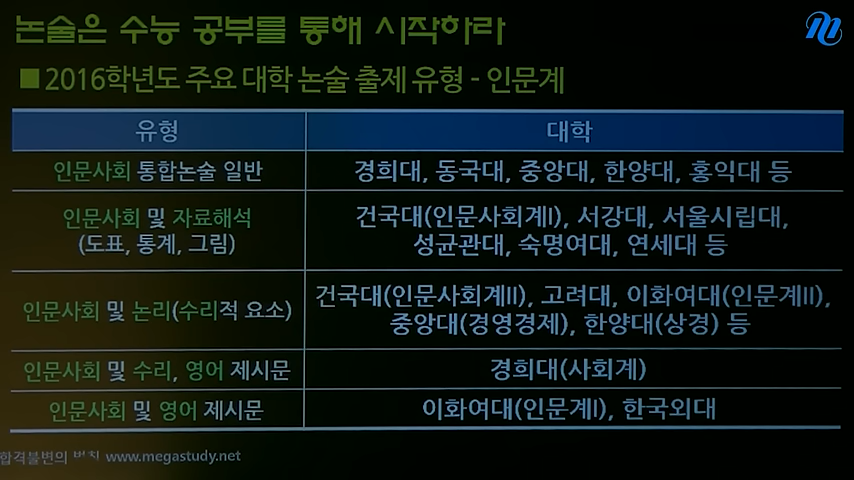 논술은 수능 공부를 통해 시작하라
■ 2016학년도 주요 대학 논술 출제 유형 - 인문계
유형 대학
인문사회 통합논술 일반 경희대, 동국대, 중앙대, 한양대, 홍익대 등
인문사회 및 자료해석
(도표, 통계, 그림)
건국대(인문사회계I), 서강대, 서울시립대,
성균관대, 숙명여대, 연세대 등
인문사회 및 논리(수리적 요소)
건국대(인문사회계II), 고려대, 이화여대(인문계II),
중앙대(경영경제), 한양대(상경) 등
인문사회 및 수리, 영어 제시문 경희대(사회계)
인문사회 및 영어 제시문 이화여대(인문계I), 한국외대
합격불변의 법칙 www.megastudy.net